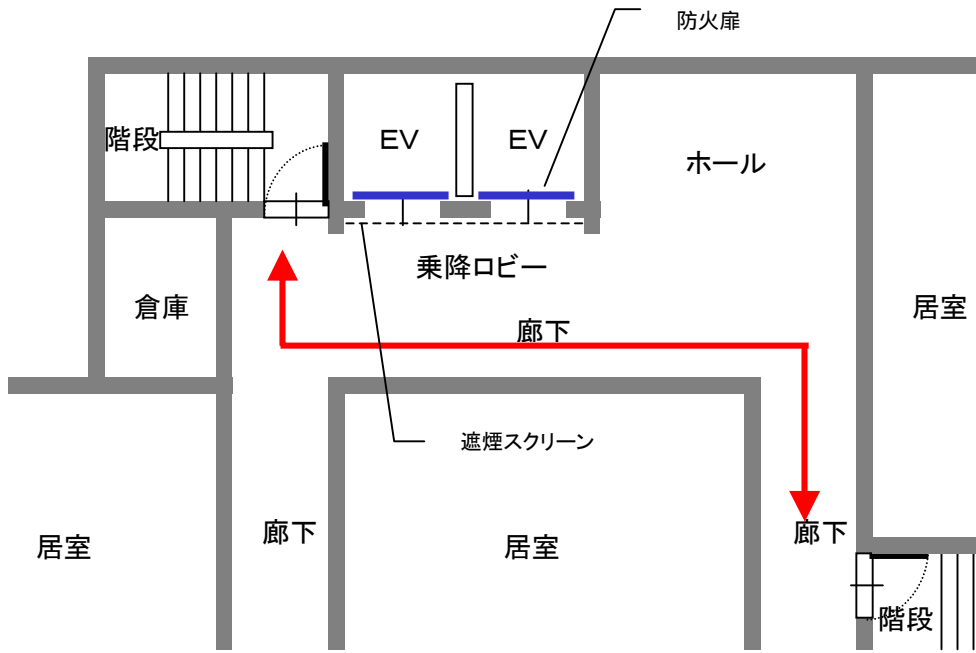 防火扉
階段
EV
EV
ホール
乗降ロビー
倉庫
居室
廊下
遮煙スクリーン
居室
廊下
居室
廊下
階段